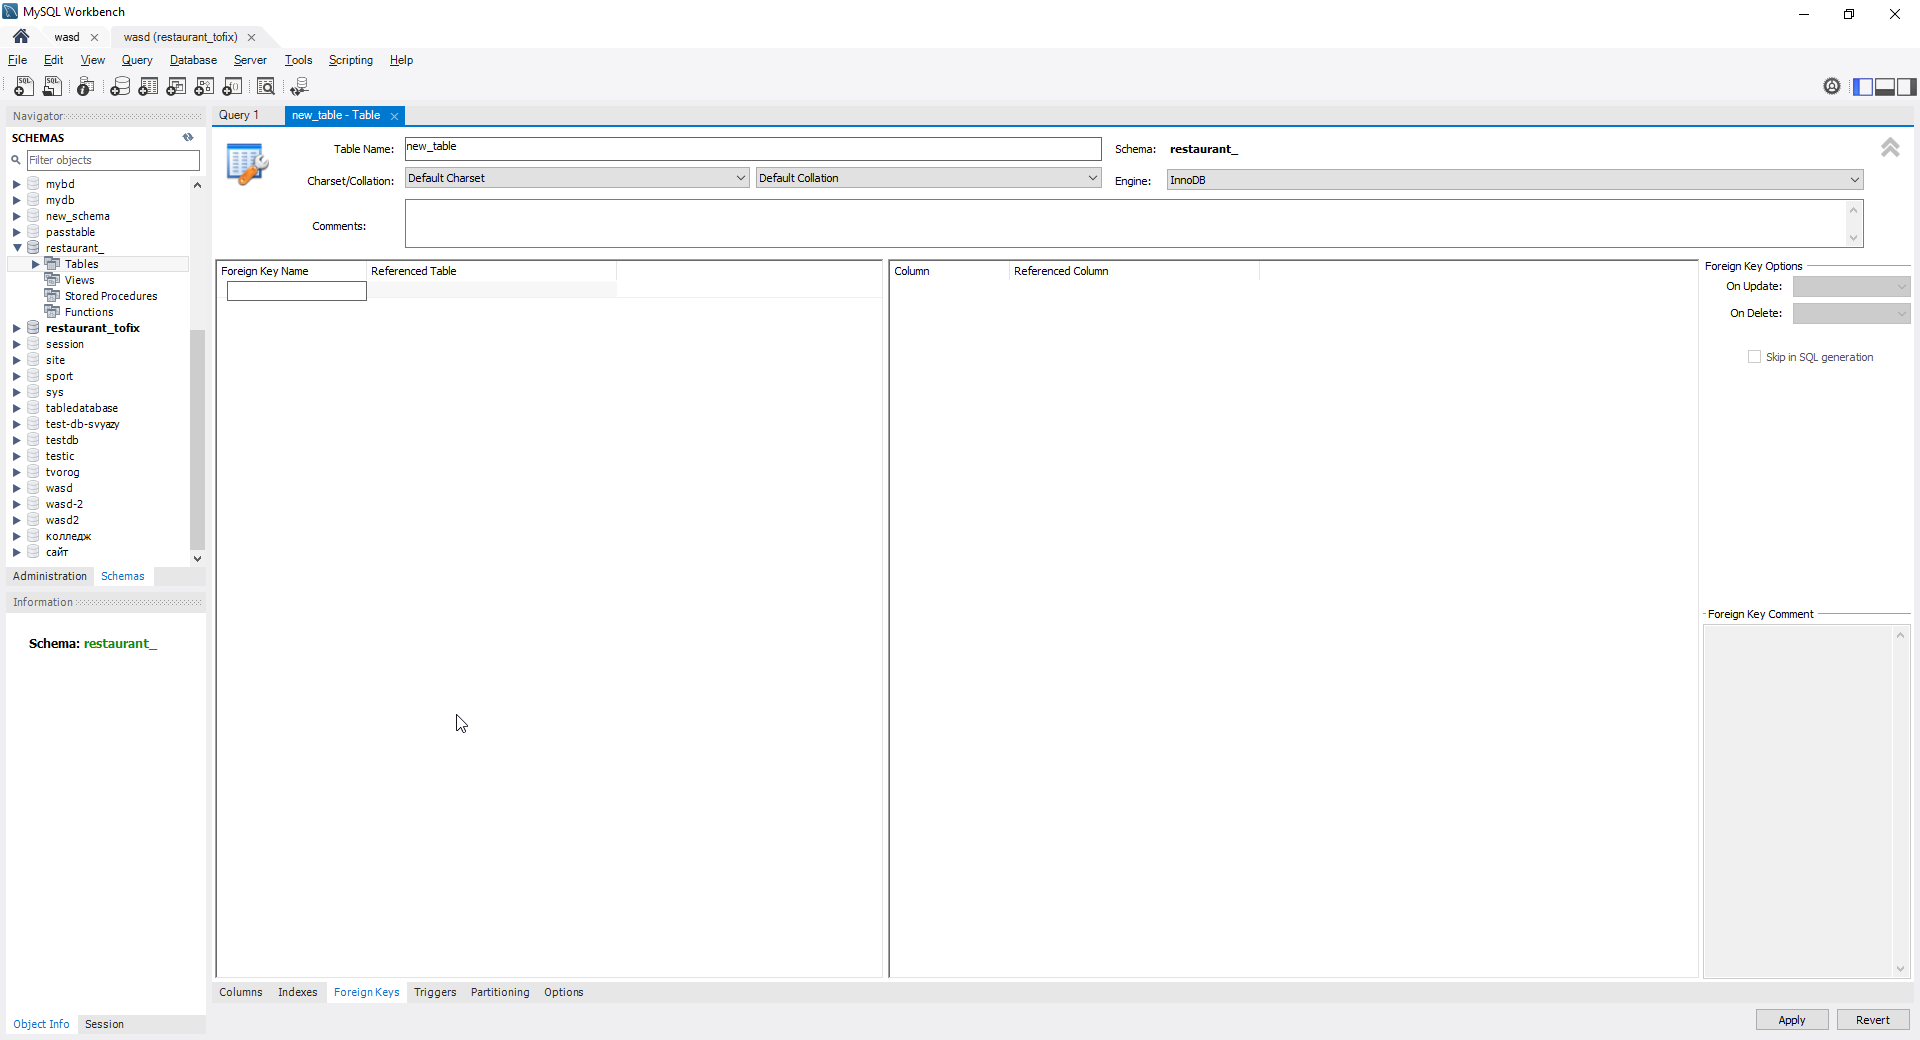 MySQL Workbench
wasd
wasd (restaurant_tofix)
File Edit View Query Database Server Tools Scripting Help
Navigator
SCHEMAS
Filter objects
mybd
mydb
new_schema
passtable
restaurant_
Tables
Views
Stored Procedures
Functions
restaurant_tofix
session
site
sport
sys
tabledatabase
test-db-svyazy
testdb
testic
tvorog
wasd
wasd-2
wasd2
колледж
сайт
Administration Schemas
Information
Schema: restaurant_
Object Info Session
Query 1
new_table - Table
Table Name: new_table
Schema: restaurant_
Charset/Collation: Default Charset Default Collation
Engine: InnoDB
Comments:
Foreign Key Name Referenced Table
Column Referenced Column
Foreign Key Options
On Update:
On Delete:
Skip in SQL generation
Foreign Key Comment
Columns Indexes Foreign Keys Triggers Partitioning Options
Apply Revert